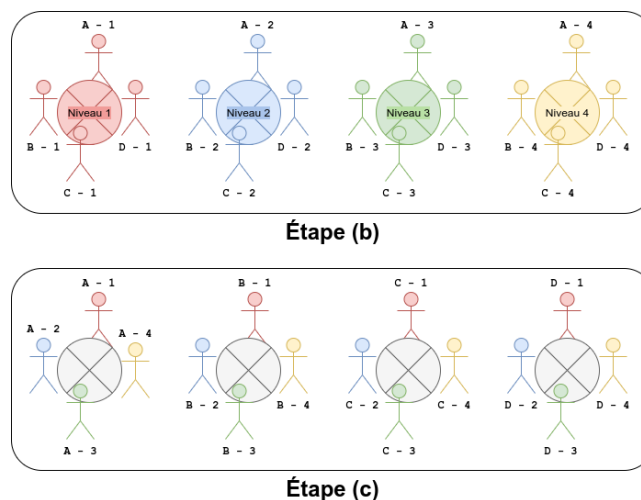 A - 1 A - 2 A - 3 A - 4
Niveau 1 Niveau 2 Niveau 3 Niveau 4
B - 1 D - 1 B - 2 D - 2 B - 3 D - 3 B - 4 D - 4
C - 1 C - 2 C - 3 C - 4
Étape (b)
A - 1 B - 1 C - 1 D - 1
A - 2 A - 4
B - 2 B - 4 C - 2 C - 4 D - 2 D - 4
A - 3 B - 3 C - 3 D - 3
Étape (c)